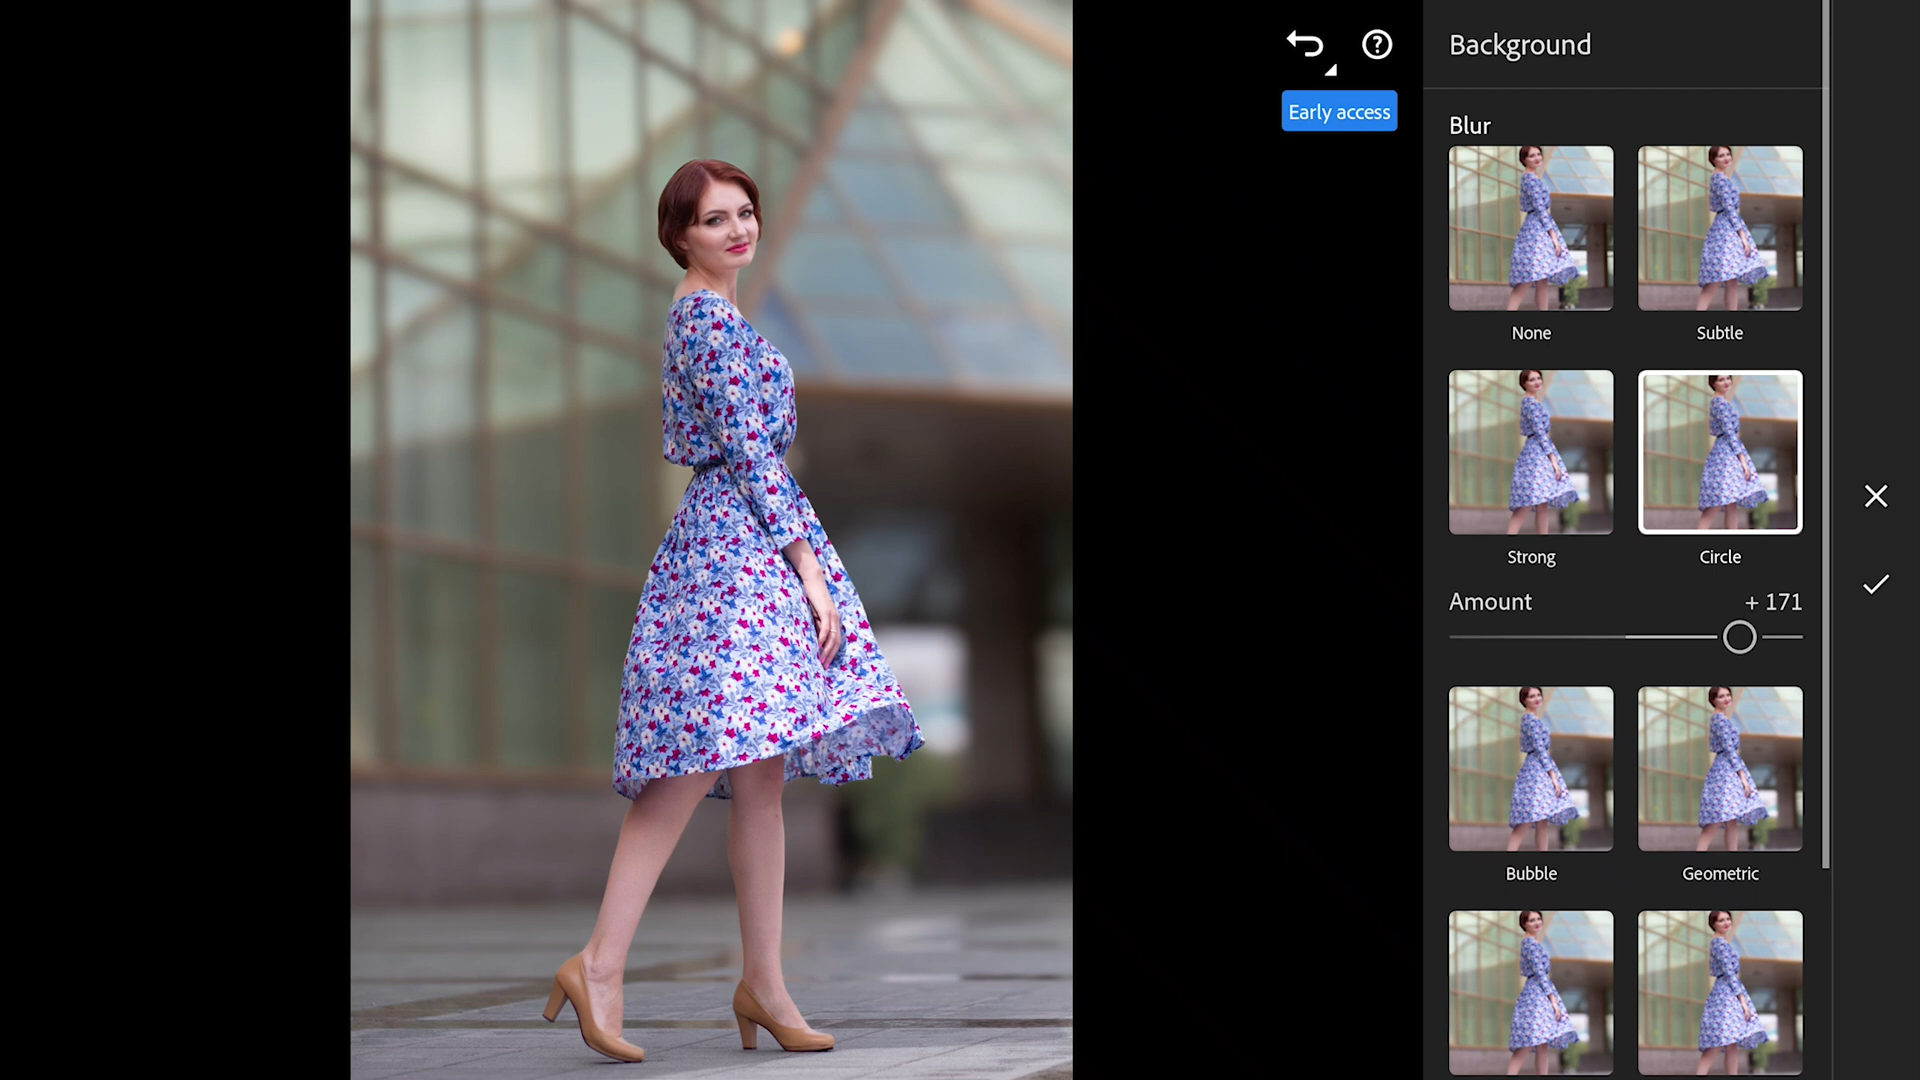 Background
Early access
Blur
None
Subtle
Strong
Circle
Amount
+ 171
Bubble
Geometric